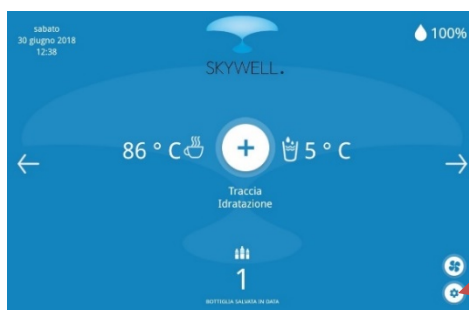 sabato
30 giugno 2018
12:38
100%
SKYWELL.
86 ° C
5 ° C
Traccia
Idratazione
1
BOTTIGLIA SALVATA IN DATA